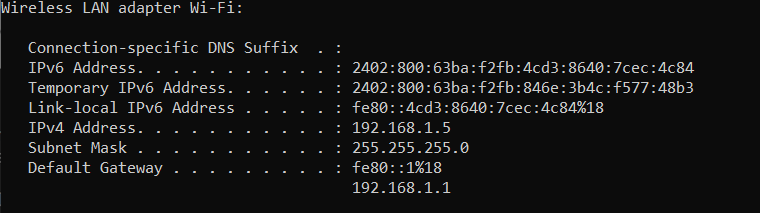 Wireless LAN adapter Wi-Fi:
Connection-specific DNS Suffix  . :
IPv6 Address. . . . . . . . . . . : 2402:800:63ba:f2fb:4cd3:8640:7cec:4c84
Temporary IPv6 Address. . . . . . : 2402:800:63ba:f2fb:846e:3b4c:f577:48b3
Link-local IPv6 Address . . . . . : fe80::4cd3:8640:7cec:4c84%18
IPv4 Address. . . . . . . . . . . : 192.168.1.5
Subnet Mask . . . . . . . . . . . : 255.255.255.0
Default Gateway . . . . . . . . . : fe80::1%18
192.168.1.1